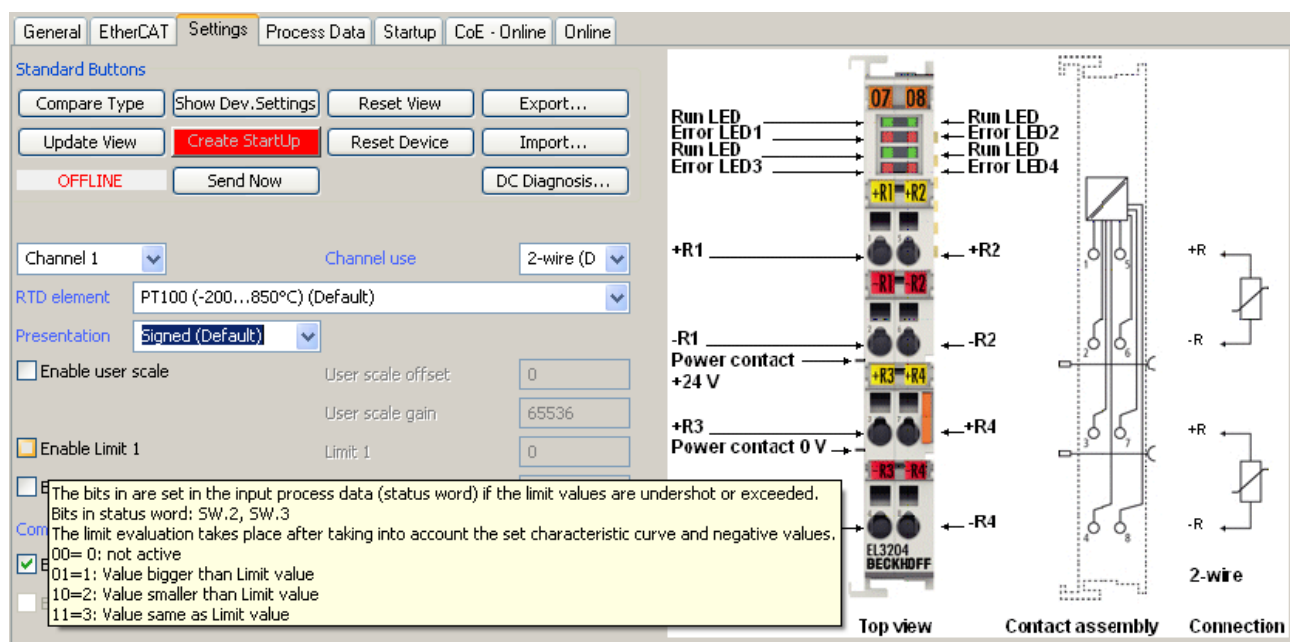 General EtherCAT Settings Process Data Startup CoE - Online Online
Standard Buttons
Compare Type Show Dev.Settings Reset View Export...
Update View Create StartUp Reset Device Import...
OFFLINE Send Now DC Diagnosis...
Channel 1 Channel use 2-wire (D
RTD element PT100 (-200...850°C) (Default)
Presentation Signed (Default)
Enable user scale User scale offset 0
User scale gain 65536
Enable Limit 1 Limit 1 0
The bits in are set in the input process data (status word) if the limit values are undershot or exceeded.
Bits in status word: SW.2, SW.3
The limit evaluation takes place after taking into account the set characteristic curve and negative values.
00= 0: not active
01=1: Value bigger than Limit value
10=2: Value smaller than Limit value
11=3: Value same as Limit value
07 08
Run LED Run LED
Error LED1 Error LED2
Run LED Run LED
Error LED3 Error LED4
+R1 +R2
+R1 +R2
-R1 -R2
-R1 -R2
Power contact
+24 V
+R3 +R4
+R3 +R4
Power contact 0 V
-R3 -R4
-R4
EL3204
BECKHOFF
Top view
1 5
2 6
3 7
4 8
Contact assembly
+R
-R
+R
-R
2-wire
Connection